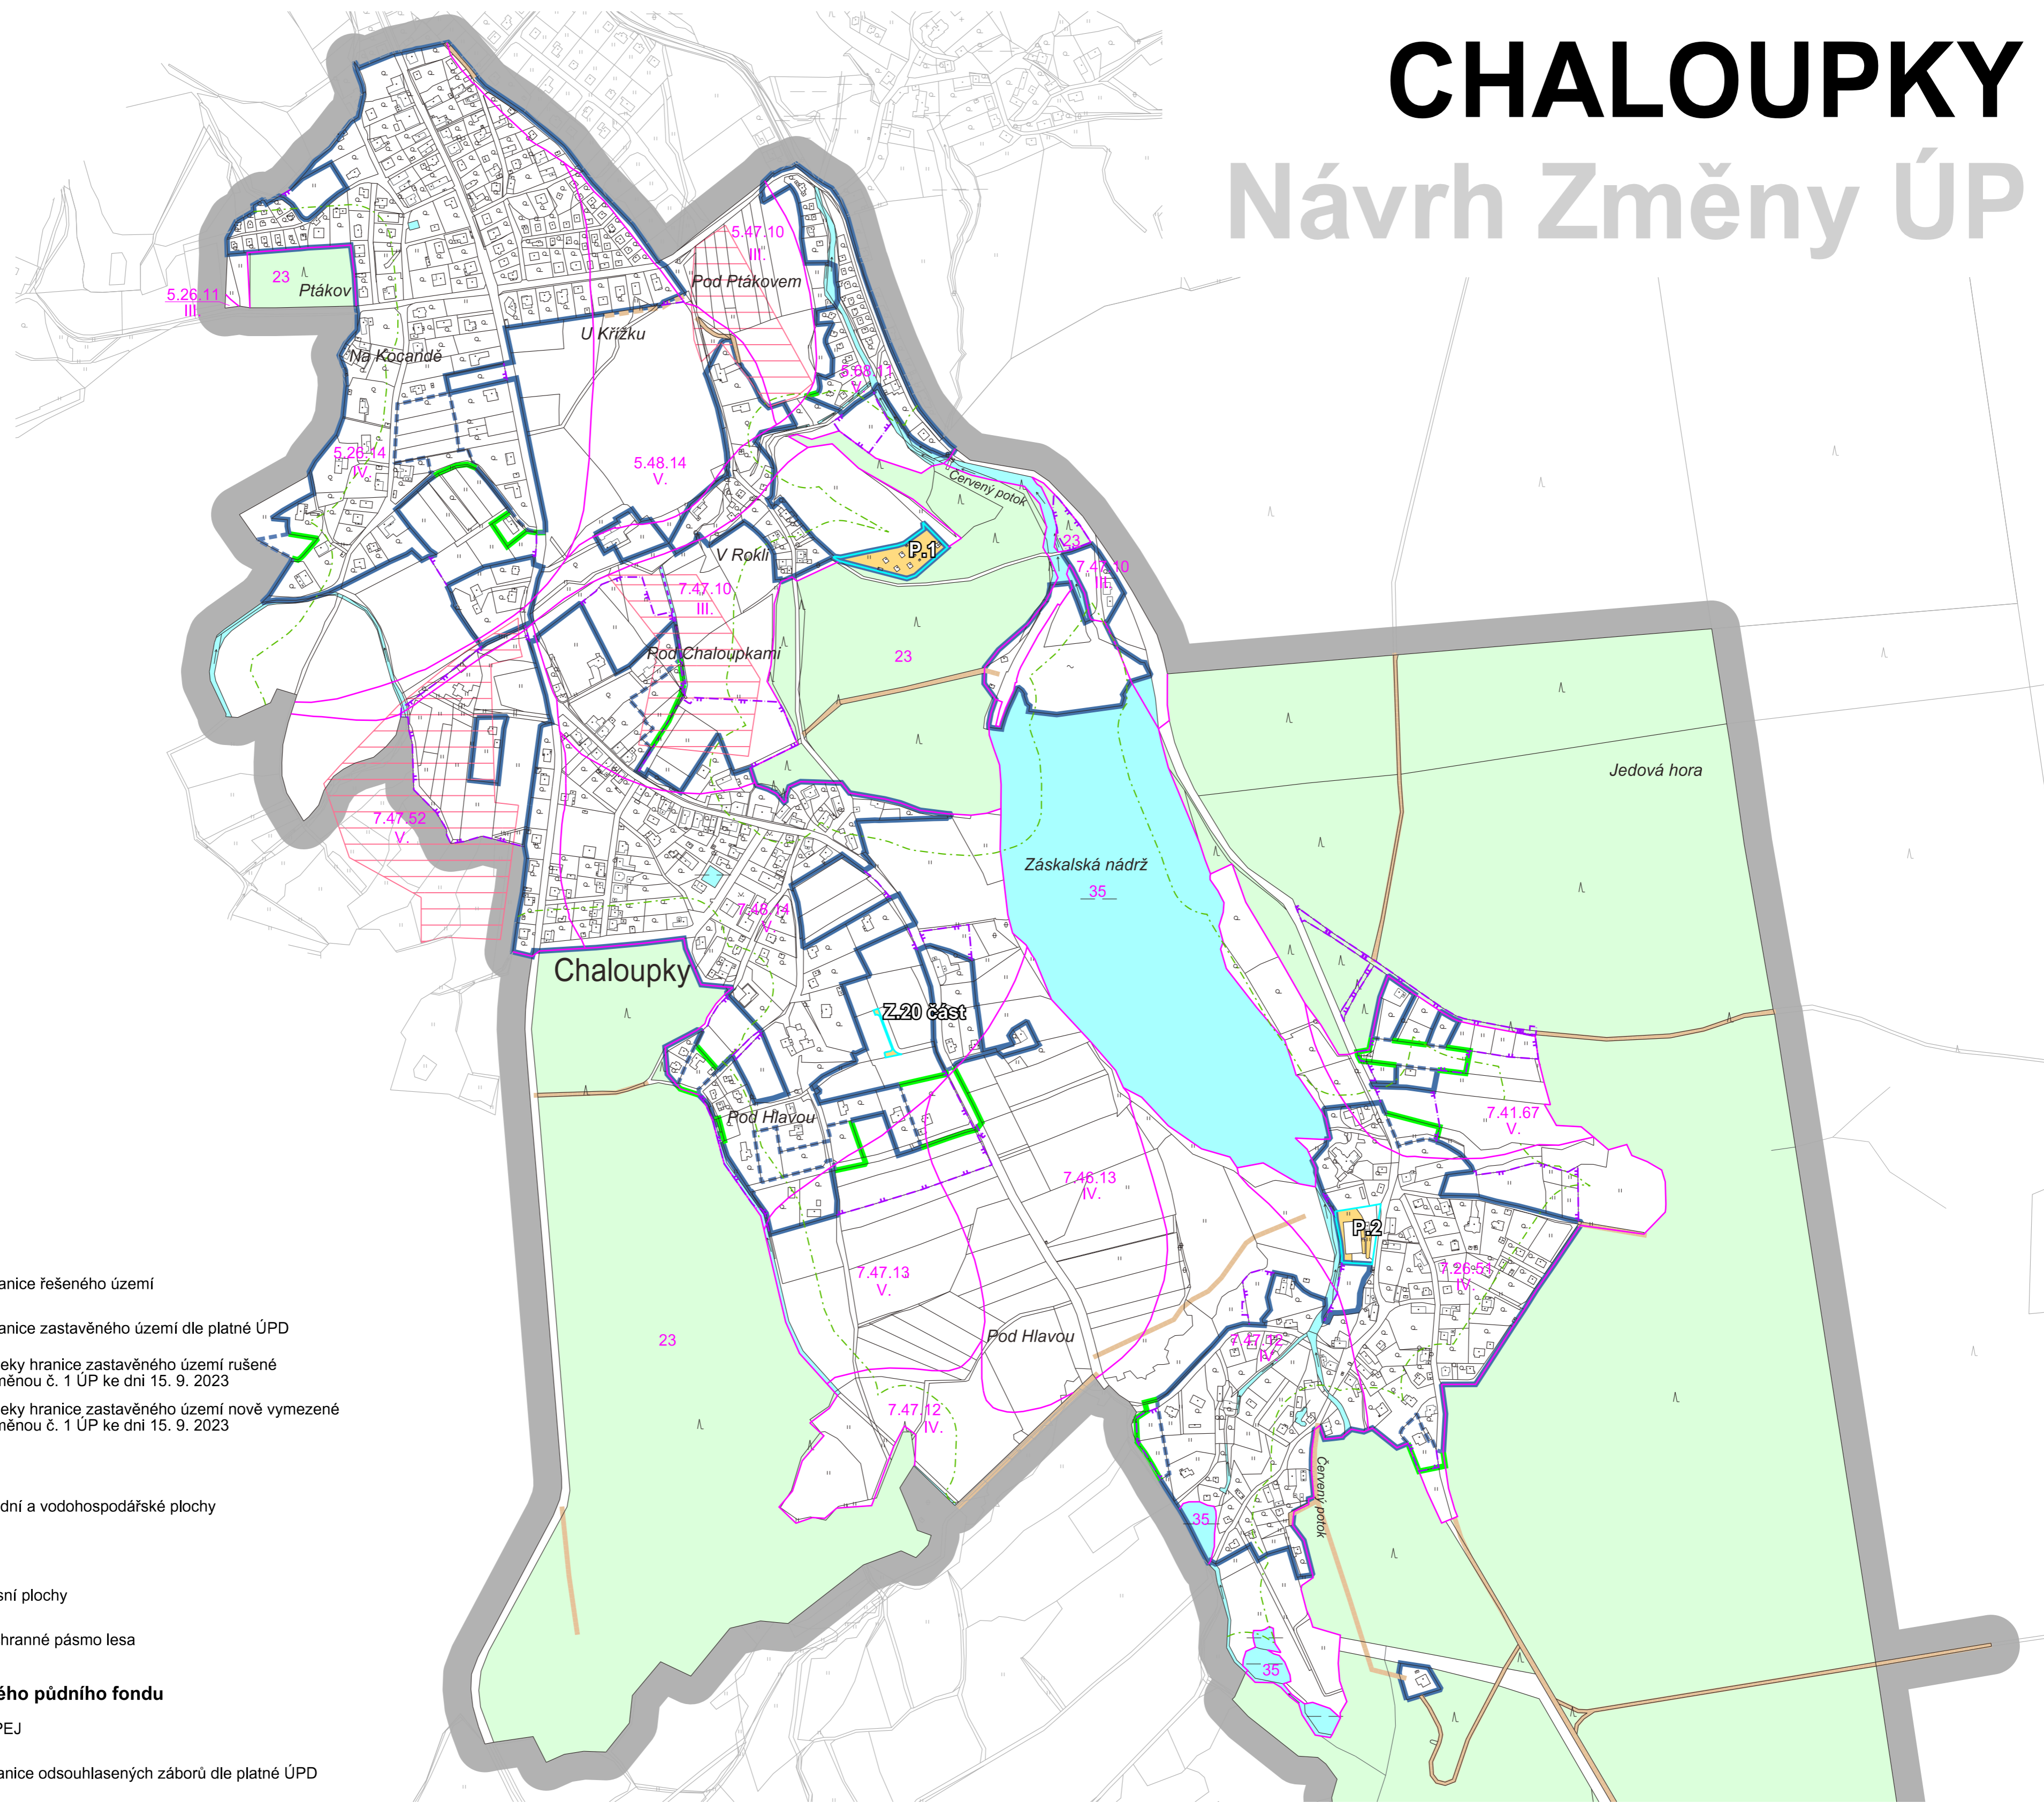 CHALOUPKY
Návrh Změny ÚP
5.47.10
III.
Pod Ptákovem
23
Ptákov
5.26.11
III.
U Křížku
Na Kocandě
5.68.11
V.
5.26.14
IV.
5.48.14
V.
Červený potok
P.1
V Rokli
23
7.47.10
III.
7.47.10
III.
Pod Chaloupkami
23
Jedová hora
7.47.52
V.
Záskalská nádrž
35
7.48.14
V.
Chaloupky
Z.20 část
Pod Hlavou
7.41.67
V.
7.46.13
IV.
P.2
7.47.13
V.
7.26.51
IV.
Pod Hlavou
7.47.12
IV.
23
7.47.12
IV.
Červený potok
35
35
anice řešeného území
anice zastavěného území dle platné ÚPD
eky hranice zastavěného území rušené
měnou č. 1 ÚP ke dni 15. 9. 2023
eky hranice zastavěného území nově vymezené
měnou č. 1 ÚP ke dni 15. 9. 2023
dní a vodohospodářské plochy
sní plochy
hranné pásmo lesa
ého půdního fondu
PEJ
anice odsouhlasených záborů dle platné ÚPD